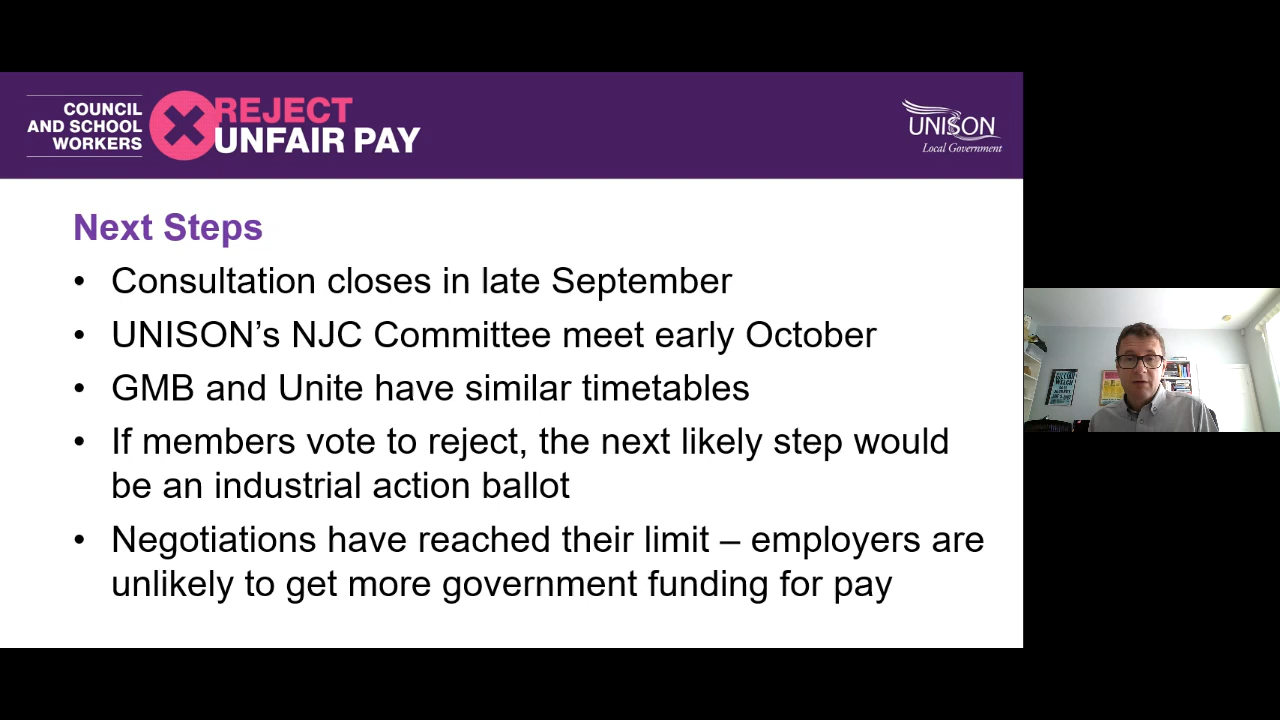 COUNCIL
AND SCHOOL
WORKERS
REJECT
UNFAIR PAY
UNISON
Local Government
Next Steps
• Consultation closes in late September
• UNISON’s NJC Committee meet early October
• GMB and Unite have similar timetables
• If members vote to reject, the next likely step would
be an industrial action ballot
• Negotiations have reached their limit – employers are
unlikely to get more government funding for pay